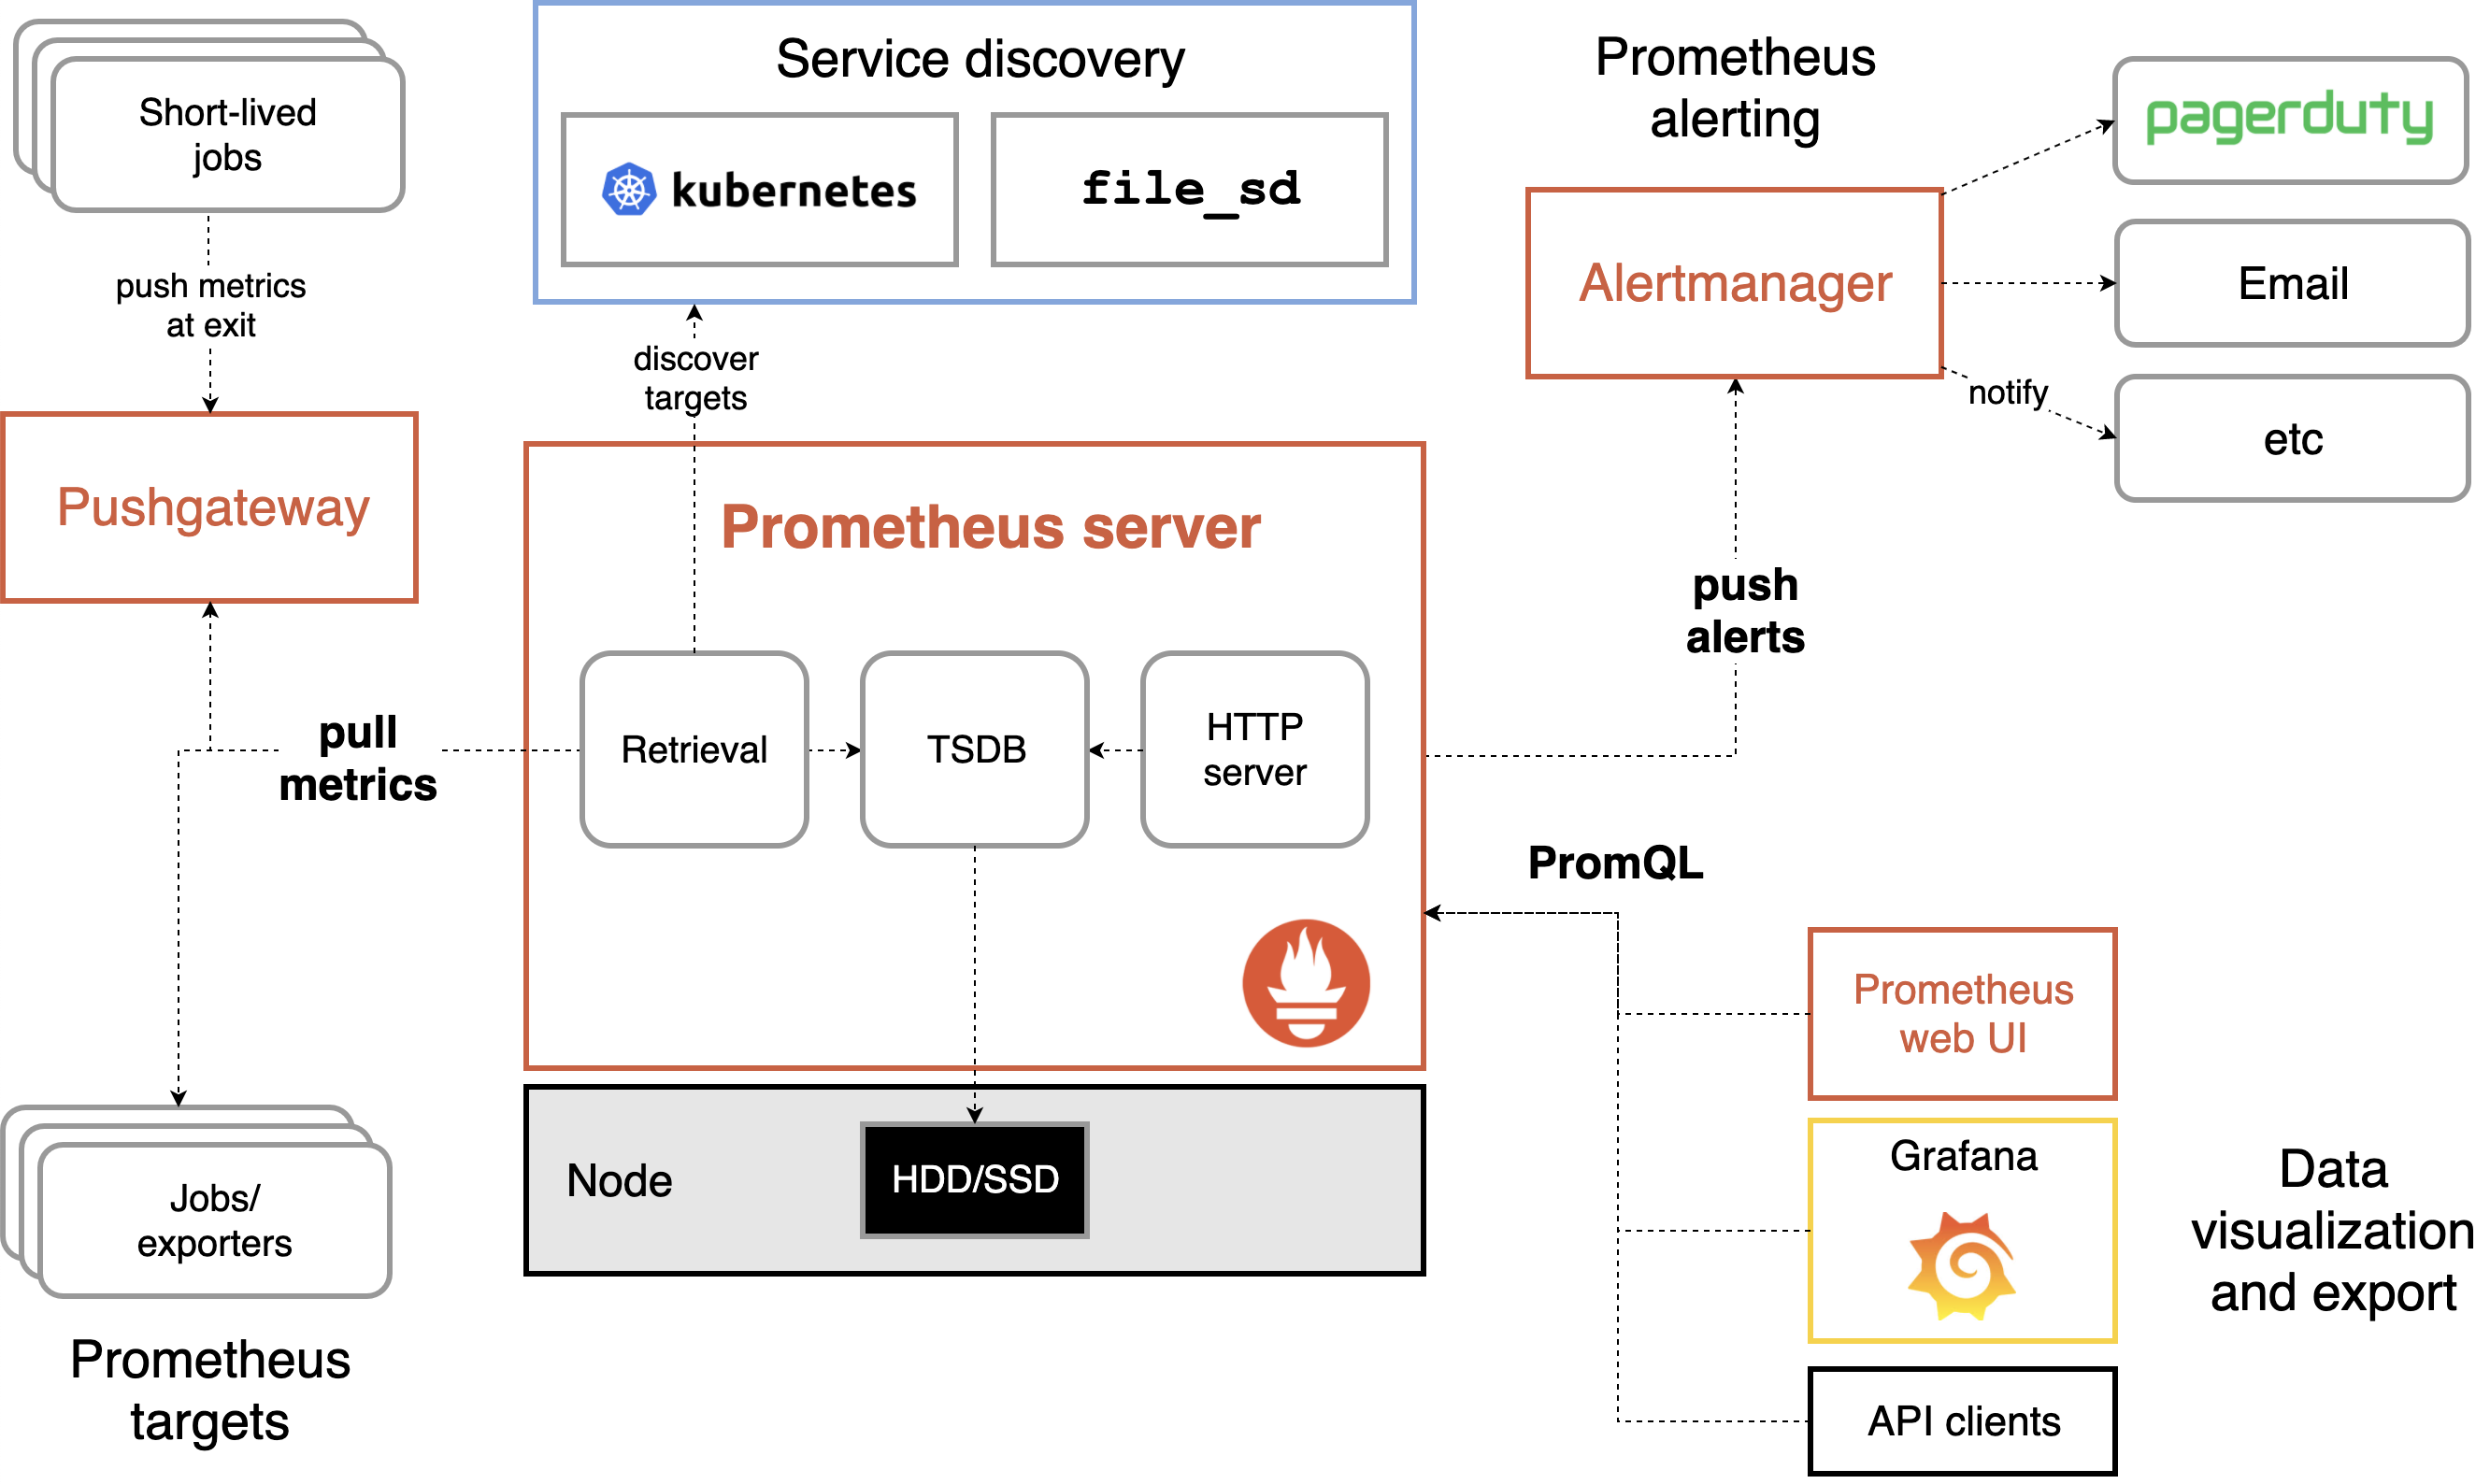 Short-lived
jobs
push metrics
at exit
Pushgateway
pull
metrics
Jobs/
exporters
Prometheus
targets
Service discovery
kubernetes
file_sd
discover
targets
Prometheus server
Retrieval
TSDB
HTTP
server
Node
HDD/SSD
Prometheus
alerting
Alertmanager
pagerduty
Email
notify
etc
push
alerts
PromQL
Prometheus
web UI
Grafana
API clients
Data
visualization
and export